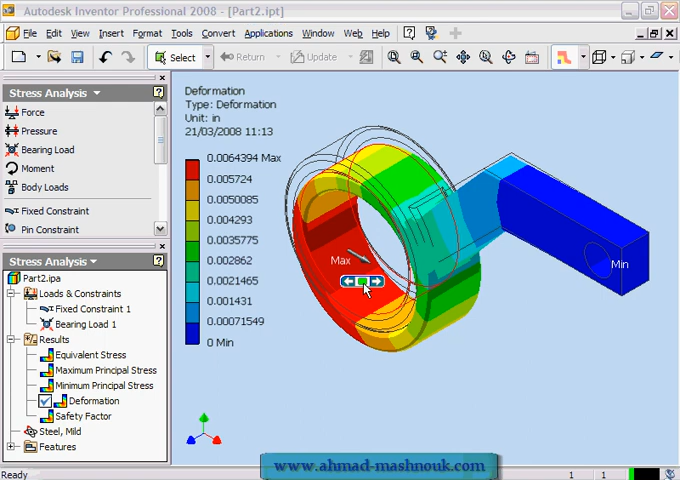 Autodesk Inventor Professional 2008 - [Part2.ipt]
File Edit View Insert Format Tools Convert Applications Window Web Help
Select Return Update
Stress Analysis
Force
Pressure
Bearing Load
Moment
Body Loads
Fixed Constraint
Pin Constraint
Stress Analysis
Part2.ipa
Loads & Constraints
Fixed Constraint 1
Bearing Load 1
Results
Equivalent Stress
Maximum Principal Stress
Minimum Principal Stress
Deformation
Safety Factor
Steel, Mild
Features
Deformation
Type: Deformation
Unit: in
21/03/2008 11:13
0.0064394 Max
0.005724
0.0050085
0.004293
0.0035775
0.002862
0.0021465
0.001431
0.00071549
0 Min
Max
Min
www.ahmad-mashnouk.com
Ready 1 1